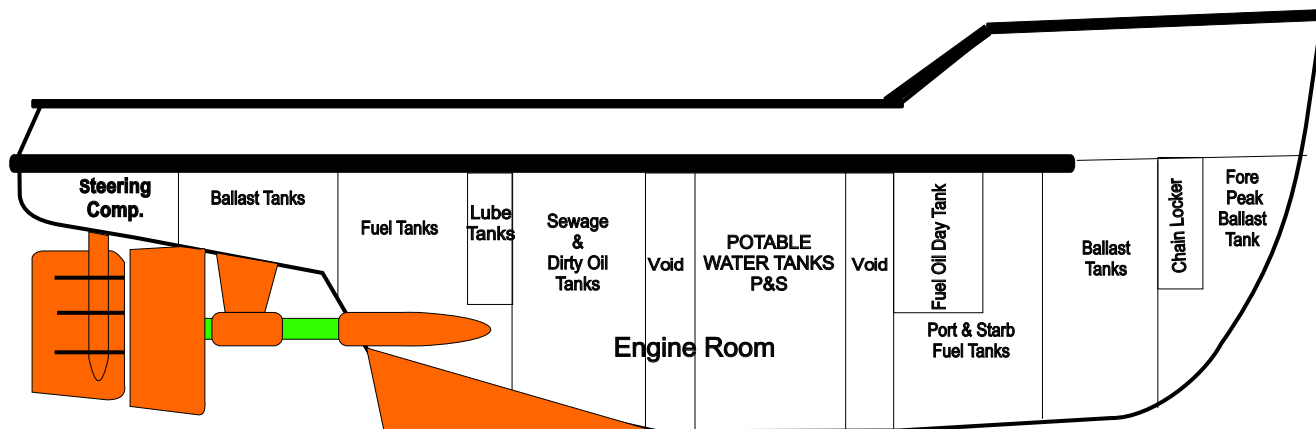 Steering
Comp.
Ballast Tanks
Fuel Tanks
Lube
Tanks
Sewage
&
Dirty Oil
Tanks
Void
POTABLE
WATER TANKS
P&S
Void
Fuel Oil Day Tank
Port & Starb
Fuel Tanks
Engine Room
Ballast
Tanks
Chain Locker
Fore
Peak
Ballast
Tank